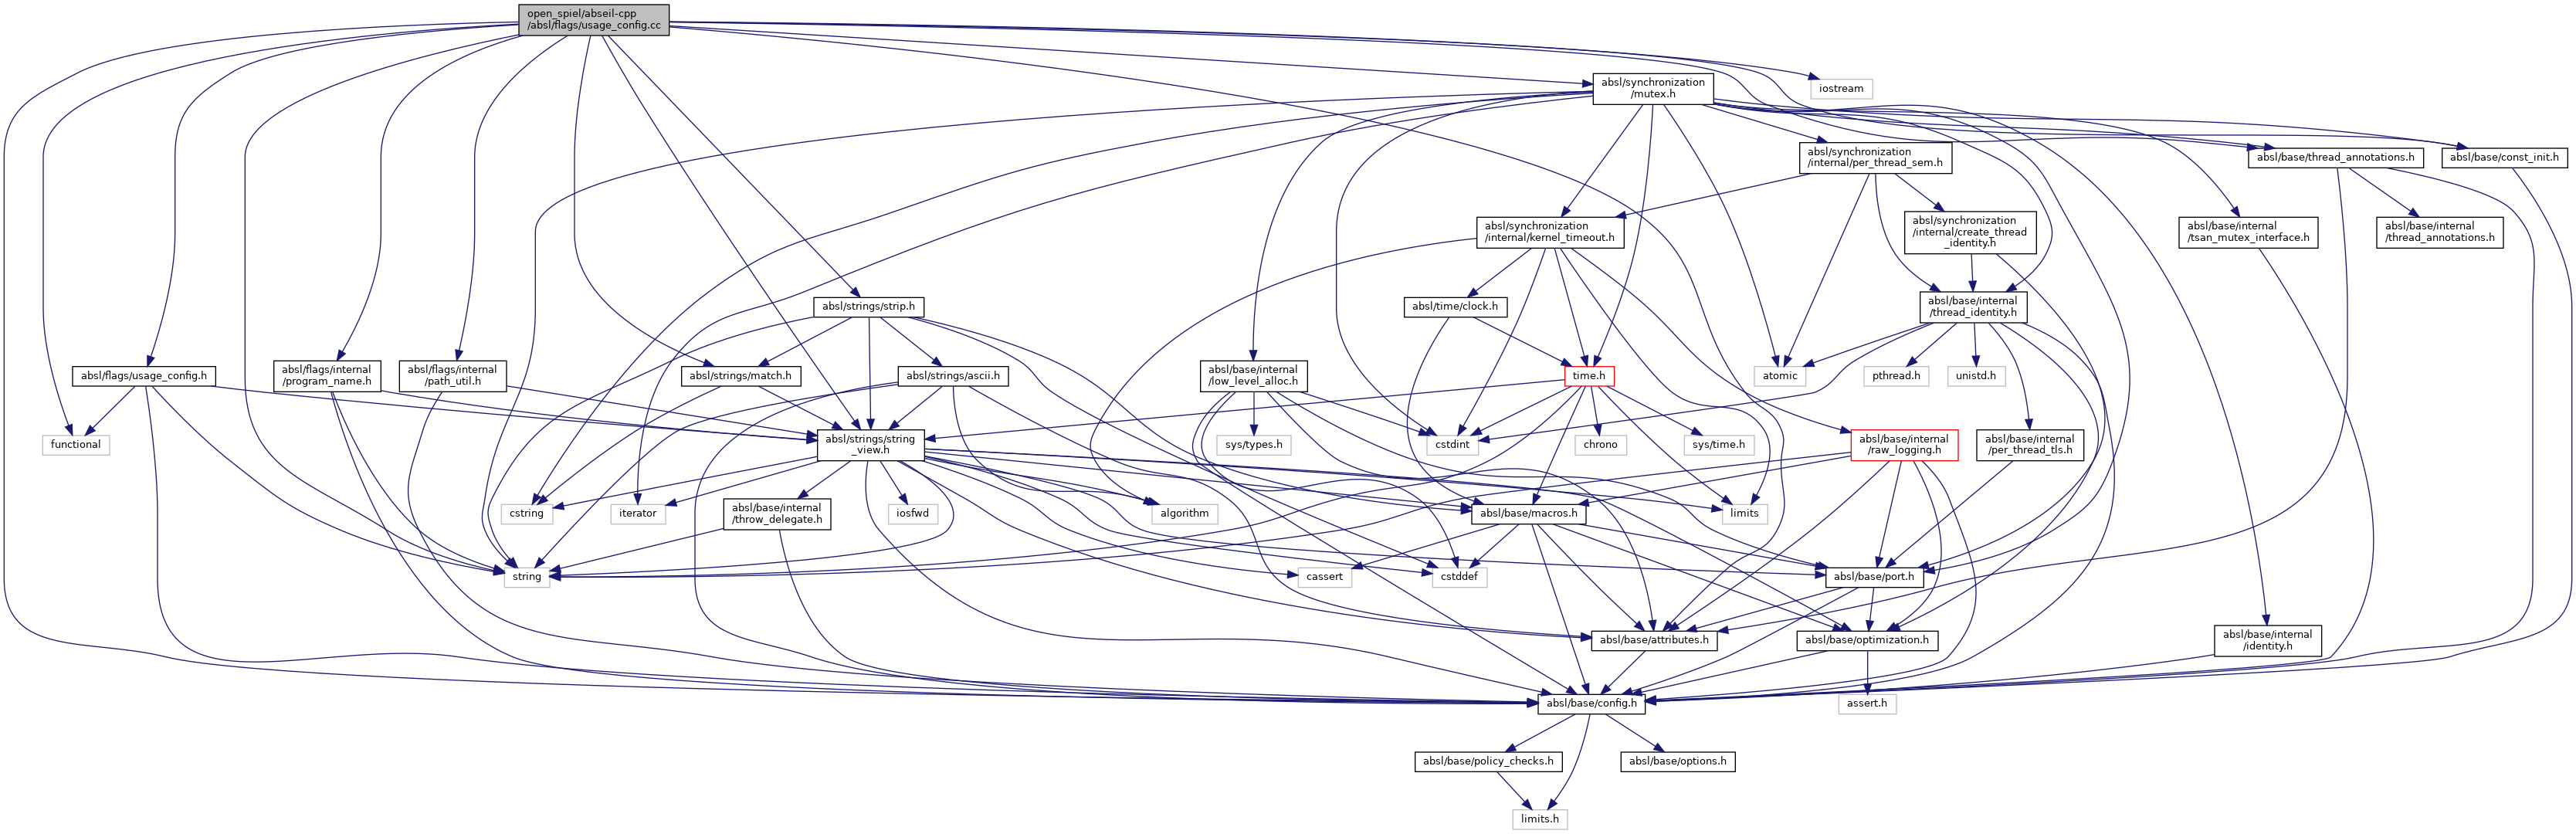 open_spiel/abseil-cpp
/absl/flags/usage_config.cc
absl/synchronization
/mutex.h
iostream
absl/synchronization
/internal/per_thread_sem.h
absl/base/thread_annotations.h
absl/base/const_init.h
absl/synchronization
/internal/kernel_timeout.h
absl/synchronization
/internal/create_thread
_identity.h
absl/base/internal
/tsan_mutex_interface.h
absl/base/internal
/thread_annotations.h
absl/strings/strip.h
absl/time/clock.h
absl/base/internal
/thread_identity.h
absl/flags/usage_config.h
absl/flags/internal
/program_name.h
absl/flags/internal
/path_util.h
absl/strings/match.h
absl/strings/ascii.h
absl/base/internal
/low_level_alloc.h
time.h
atomic
pthread.h
unistd.h
functional
absl/strings/string
_view.h
sys/types.h
cstdint
chrono
sys/time.h
absl/base/internal
/raw_logging.h
absl/base/internal
/per_thread_tls.h
cstring
iterator
absl/base/internal
/throw_delegate.h
iosfwd
algorithm
absl/base/macros.h
limits
string
cassert
cstddef
absl/base/port.h
absl/base/attributes.h
absl/base/optimization.h
absl/base/internal
/identity.h
absl/base/config.h
assert.h
absl/base/policy_checks.h
absl/base/options.h
limits.h